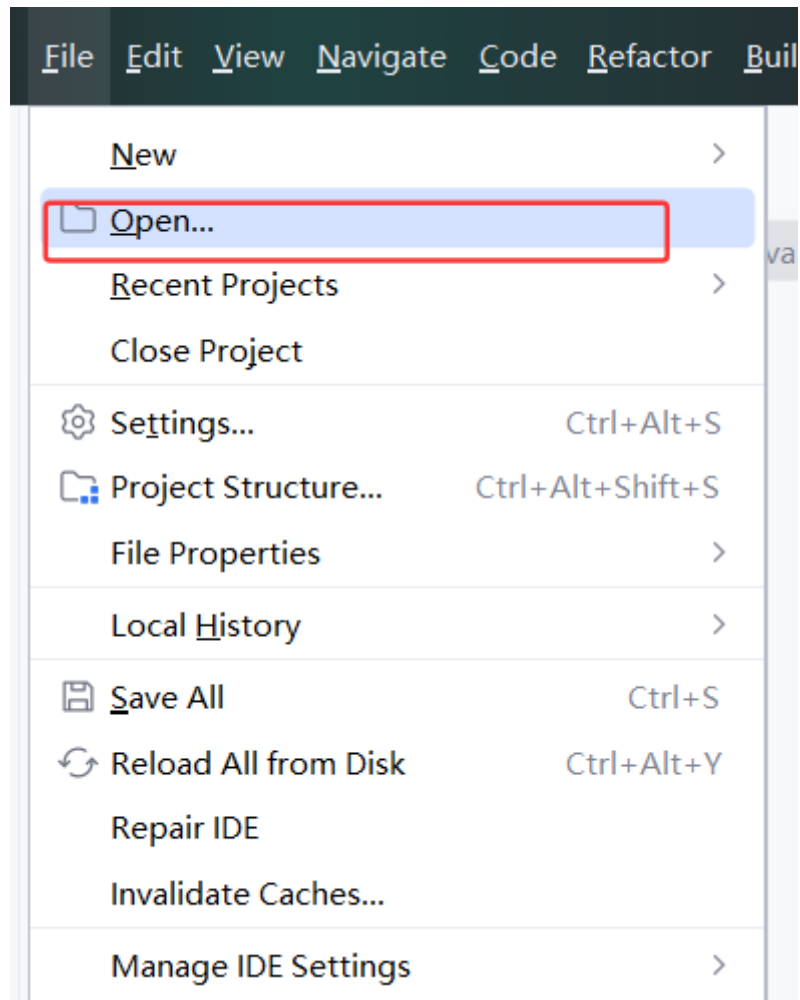 File Edit View Navigate Code Refactor Buil
New
Open...
va
Recent Projects
Close Project
Settings... Ctrl+Alt+S
Project Structure... Ctrl+Alt+Shift+S
File Properties
Local History
Save All Ctrl+S
Reload All from Disk Ctrl+Alt+Y
Repair IDE
Invalidate Caches...
Manage IDE Settings